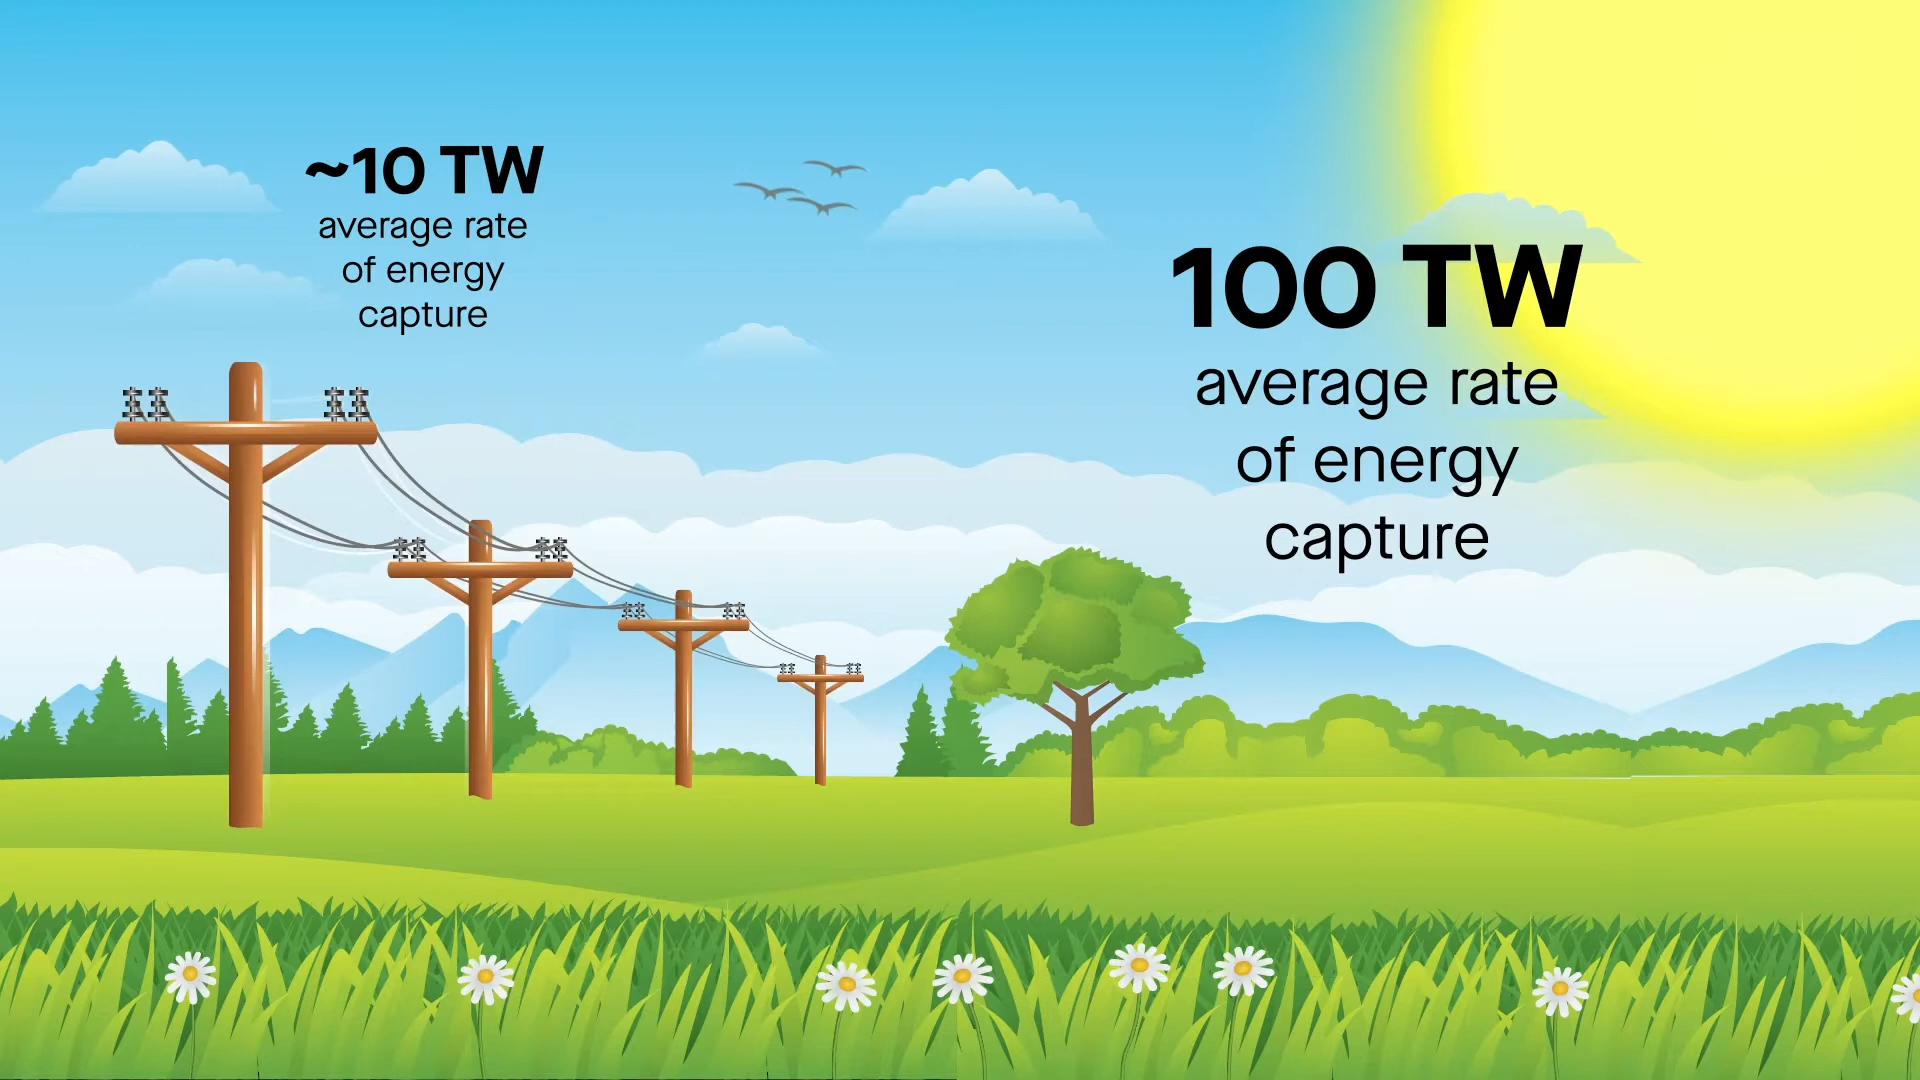 ~10 TW
average rate
of energy
capture
100 TW
average rate
of energy
capture